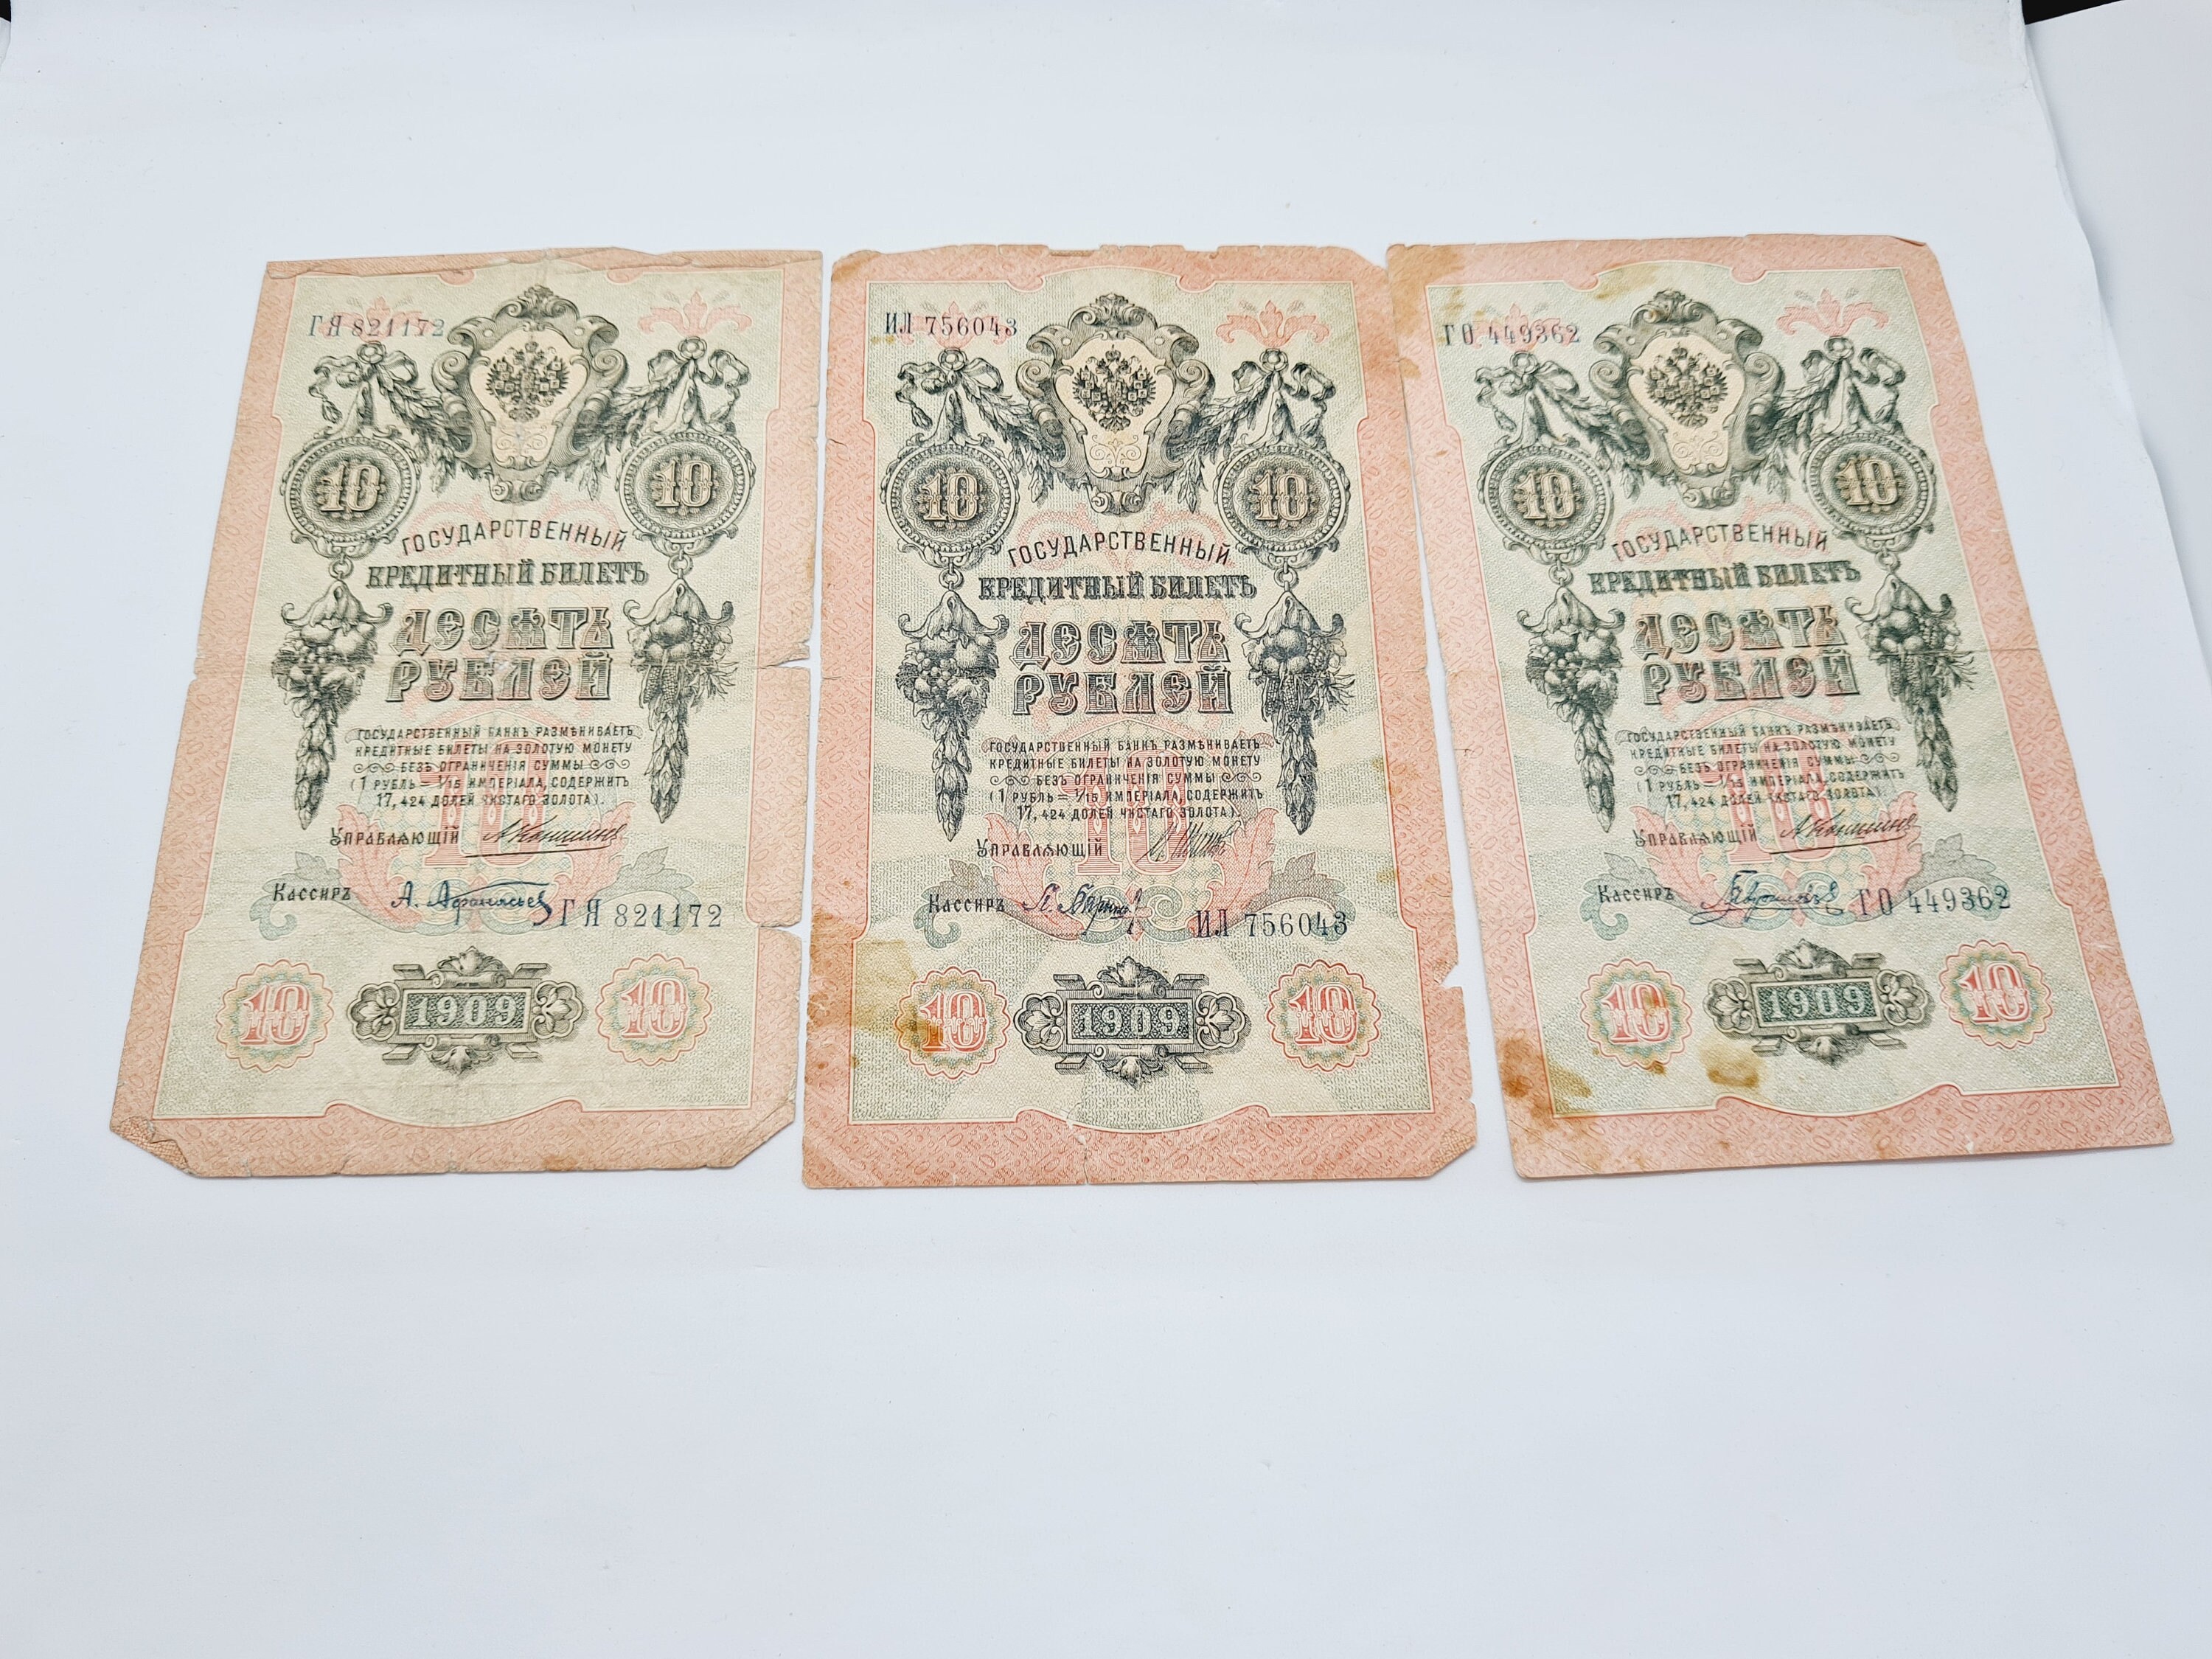 ГЯ 821172
10 10
ГОСУДАРСТВЕННЫЙ
КРЕДИТНЫЙ БИЛЕТЪ
ДЕСЯТЬ
РУБЛЕЙ
ГОСУДАРСТВЕННЫЙ БАНКЪ РАЗМѢНИВАЕТЪ
КРЕДИТНЫЕ БИЛЕТЫ НА ЗОЛОТУЮ МОНЕТУ
БЕЗЪ ОГРАНИЧЕНІЯ СУММЫ
(1 РУБЛЬ = 1/15 ИМПЕРІАЛА, СОДЕРЖИТЪ
17,424 ДОЛЕЙ ЧИСТАГО ЗОЛОТА).
УПРАВЛЯЮЩІЙ А Коншинъ
КАССИРЪ А. Афанасьев ГЯ 821172
10 1909 10
ИЛ 756043
10 10
ГОСУДАРСТВЕННЫЙ
КРЕДИТНЫЙ БИЛЕТЪ
ДЕСЯТЬ
РУБЛЕЙ
ГОСУДАРСТВЕННЫЙ БАНКЪ РАЗМѢНИВАЕТЪ
КРЕДИТНЫЕ БИЛЕТЫ НА ЗОЛОТУЮ МОНЕТУ
БЕЗЪ ОГРАНИЧЕНІЯ СУММЫ
(1 РУБЛЬ = 1/15 ИМПЕРІАЛА, СОДЕРЖИТЪ
17,424 ДОЛЕЙ ЧИСТАГО ЗОЛОТА).
УПРАВЛЯЮЩІЙ
КАССИРЪ ИЛ 756043
10 1909 10
ГО 449362
10 10
ГОСУДАРСТВЕННЫЙ
КРЕДИТНЫЙ БИЛЕТЪ
ДЕСЯТЬ
РУБЛЕЙ
ГОСУДАРСТВЕННЫЙ БАНКЪ РАЗМѢНИВАЕТЪ
КРЕДИТНЫЕ БИЛЕТЫ НА ЗОЛОТУЮ МОНЕТУ
БЕЗЪ ОГРАНИЧЕНІЯ СУММЫ
(1 РУБЛЬ = 1/15 ИМПЕРІАЛА, СОДЕРЖИТЪ
17,424 ДОЛЕЙ ЧИСТАГО ЗОЛОТА).
УПРАВЛЯЮЩІЙ А Коншинъ
КАССИРЪ ГО 449362
10 1909 10